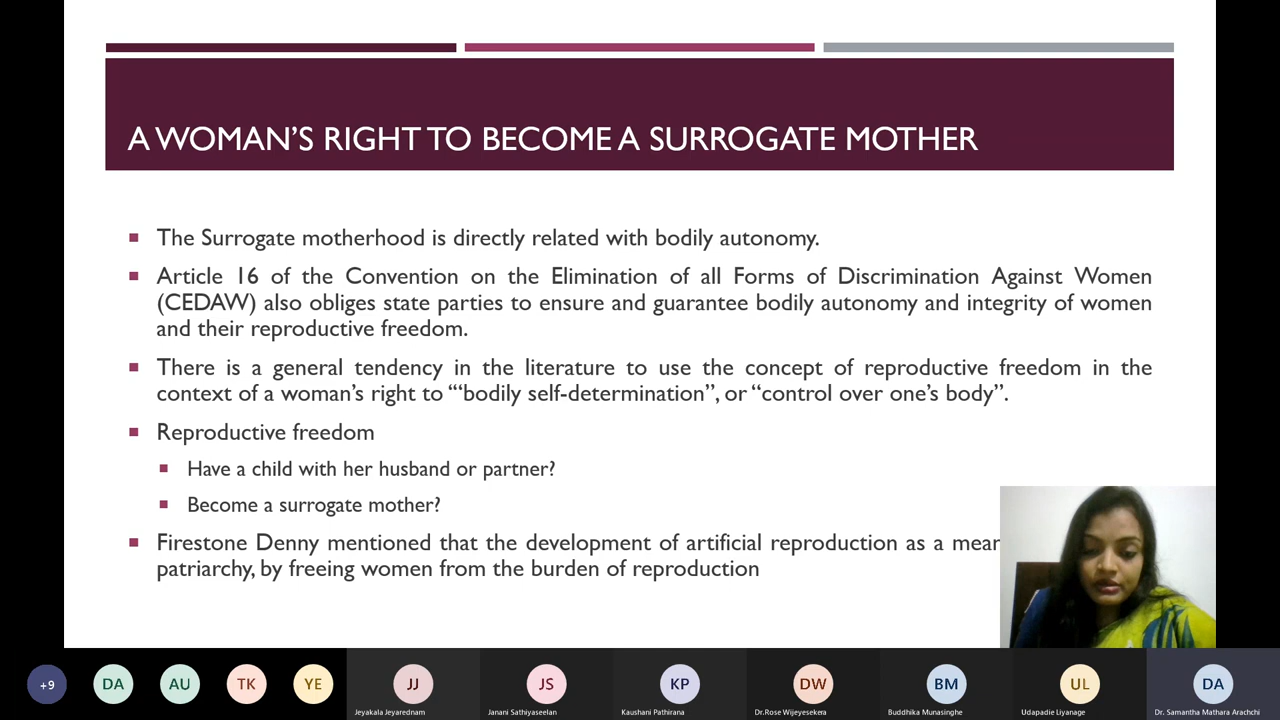 A WOMAN'S RIGHT TO BECOME A SURROGATE MOTHER
The Surrogate motherhood is directly related with bodily autonomy.
Article 16 of the Convention on the Elimination of all Forms of Discrimination Against Women
(CEDAW) also obliges state parties to ensure and guarantee bodily autonomy and integrity of women
and their reproductive freedom.
There is a general tendency in the literature to use the concept of reproductive freedom in the
context of a woman's right to "'bodily self-determination", or "control over one's body".
Reproductive freedom
Have a child with her husband or partner?
Become a surrogate mother?
Firestone Denny mentioned that the development of artificial reproduction as a
patriarchy, by freeing women from the burden of reproduction
+9 DA AU TK YE JJ JS KP DW BM UL DA
Jeyakala Jeyarednam Janani Sathiyaseelan Kaushani Pathirana Dr.Rose Wijeyesekera Buddhika Munasinghe Udapadie Liyanage Dr. Samantha Mathara Arachchi